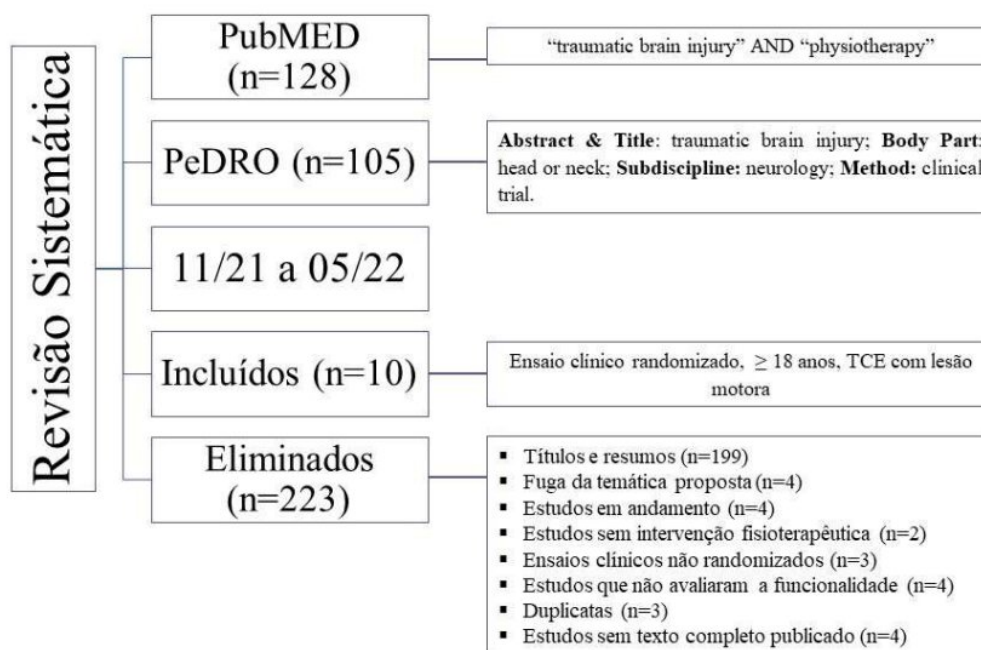 Revisão Sistemática
PubMED
(n=128)
“traumatic brain injury” AND “physiotherapy”
PeDRO (n=105)
Abstract & Title: traumatic brain injury; Body Part:
head or neck; Subdiscipline: neurology; Method: clinical
trial.
11/21 a 05/22
Incluídos (n=10)
Ensaio clínico randomizado, ≥ 18 anos, TCE com lesão
motora
Eliminados
(n=223)
▪ Títulos e resumos (n=199)
▪ Fuga da temática proposta (n=4)
▪ Estudos em andamento (n=4)
▪ Estudos sem intervenção fisioterapêutica (n=2)
▪ Ensaios clínicos não randomizados (n=3)
▪ Estudos que não avaliaram a funcionalidade (n=4)
▪ Duplicatas (n=3)
▪ Estudos sem texto completo publicado (n=4)